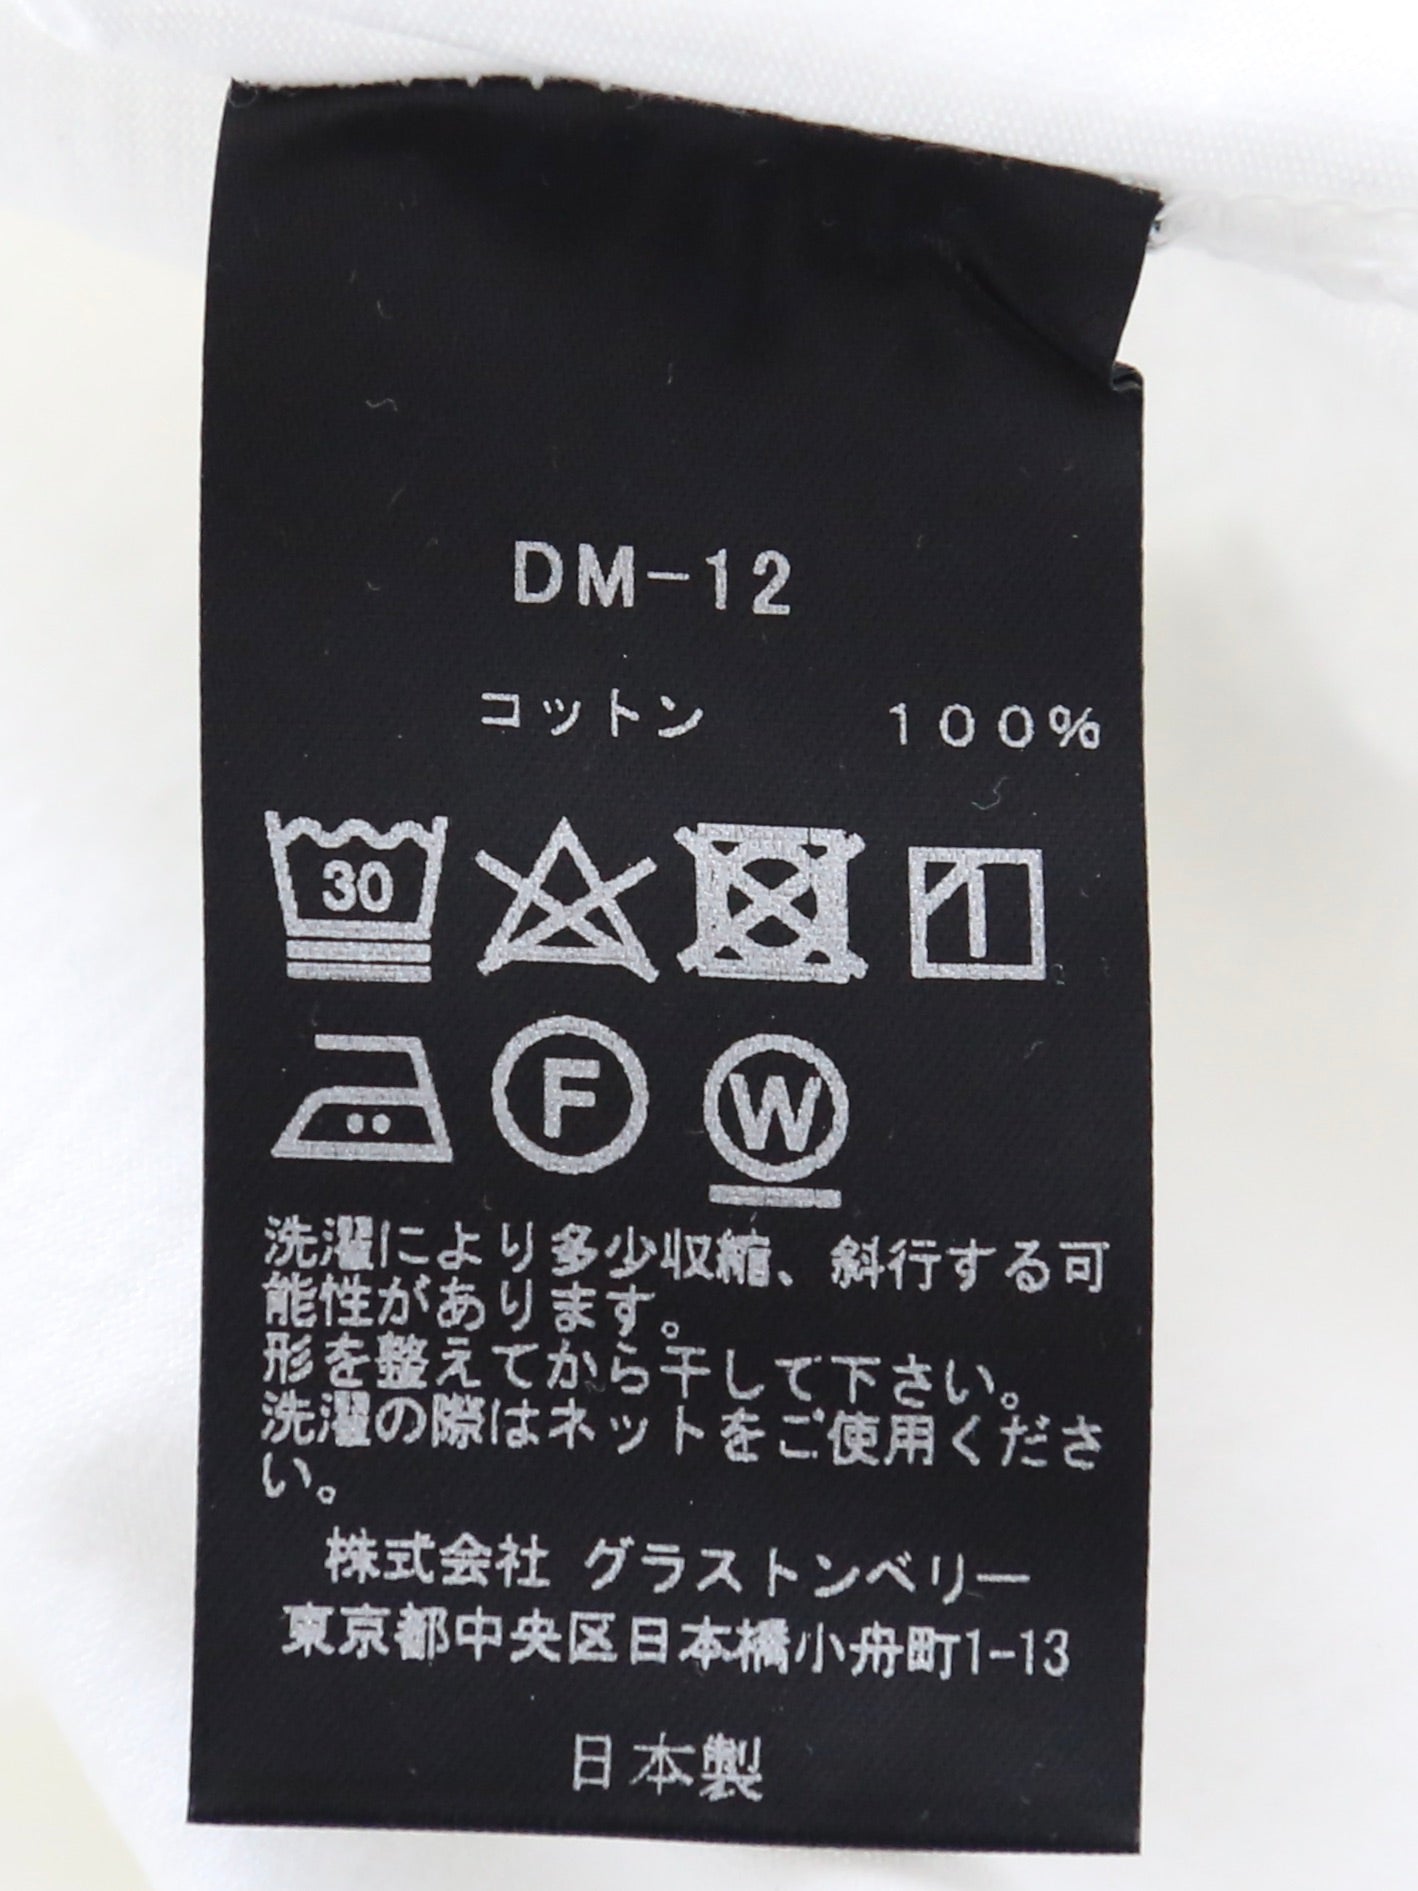 DM-12
コットン 100%
30
F
W
洗濯により多少収縮、斜行する可
能性があります。
形を整えてから干して下さい。
洗濯の際はネットをご使用くださ
い。
株式会社 グラストンベリー
東京都中央区日本橋小舟町1-13
日本製